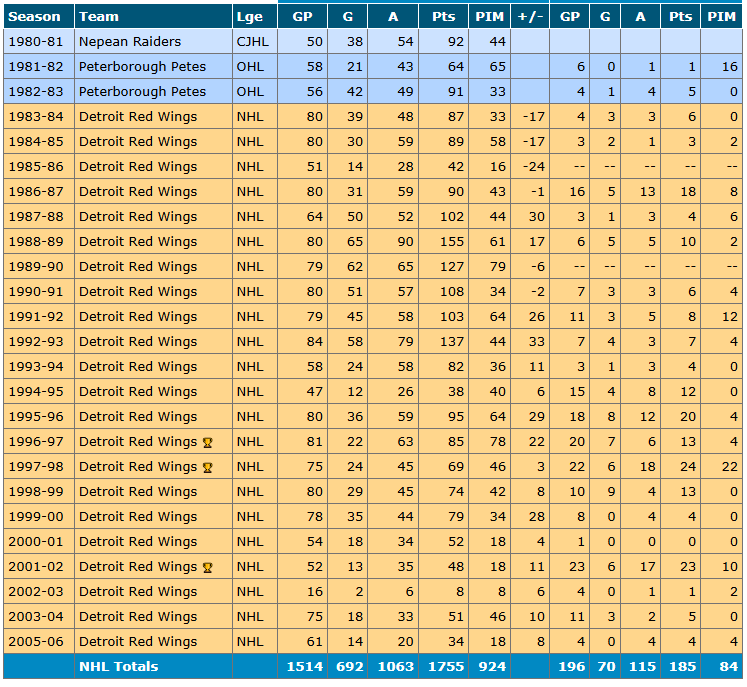 Season Team Lge GP G A Pts PIM +/- GP G A Pts PIM
1980-81 Nepean Raiders CJHL 50 38 54 92 44
1981-82 Peterborough Petes OHL 58 21 43 64 65 6 0 1 1 16
1982-83 Peterborough Petes OHL 56 42 49 91 33 4 1 4 5 0
1983-84 Detroit Red Wings NHL 80 39 48 87 33 -17 4 3 3 6 0
1984-85 Detroit Red Wings NHL 80 30 59 89 58 -17 3 2 1 3 2
1985-86 Detroit Red Wings NHL 51 14 28 42 16 -24 -- -- -- -- --
1986-87 Detroit Red Wings NHL 80 31 59 90 43 -1 16 5 13 18 8
1987-88 Detroit Red Wings NHL 64 50 52 102 44 30 3 1 3 4 6
1988-89 Detroit Red Wings NHL 80 65 90 155 61 17 6 5 5 10 2
1989-90 Detroit Red Wings NHL 79 62 65 127 79 -6 -- -- -- -- --
1990-91 Detroit Red Wings NHL 80 51 57 108 34 -2 7 3 3 6 4
1991-92 Detroit Red Wings NHL 79 45 58 103 64 26 11 3 5 8 12
1992-93 Detroit Red Wings NHL 84 58 79 137 44 33 7 4 3 7 4
1993-94 Detroit Red Wings NHL 58 24 58 82 36 11 3 1 3 4 0
1994-95 Detroit Red Wings NHL 47 12 26 38 40 6 15 4 8 12 0
1995-96 Detroit Red Wings NHL 80 36 59 95 64 29 18 8 12 20 4
1996-97 Detroit Red Wings NHL 81 22 63 85 78 22 20 7 6 13 4
1997-98 Detroit Red Wings NHL 75 24 45 69 46 3 22 6 18 24 22
1998-99 Detroit Red Wings NHL 80 29 45 74 42 8 10 9 4 13 0
1999-00 Detroit Red Wings NHL 78 35 44 79 34 28 8 0 4 4 0
2000-01 Detroit Red Wings NHL 54 18 34 52 18 4 1 0 0 0 0
2001-02 Detroit Red Wings NHL 52 13 35 48 18 11 23 6 17 23 10
2002-03 Detroit Red Wings NHL 16 2 6 8 8 6 4 0 1 1 2
2003-04 Detroit Red Wings NHL 75 18 33 51 46 10 11 3 2 5 0
2005-06 Detroit Red Wings NHL 61 14 20 34 18 8 4 0 4 4 4
NHL Totals 1514 692 1063 1755 924 196 70 115 185 84